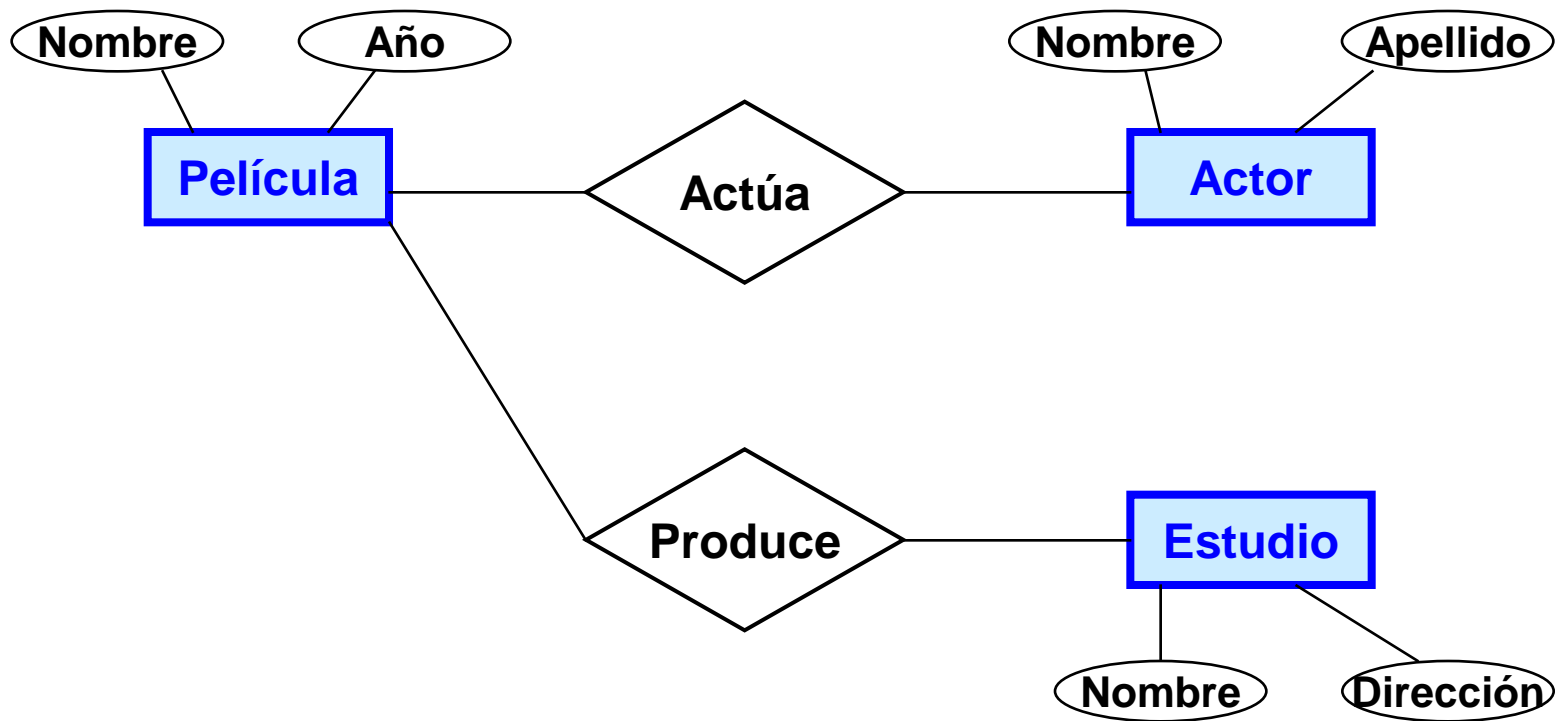 Nombre
Año
Nombre
Apellido
Película
Actúa
Actor
Produce
Estudio
Nombre
Dirección